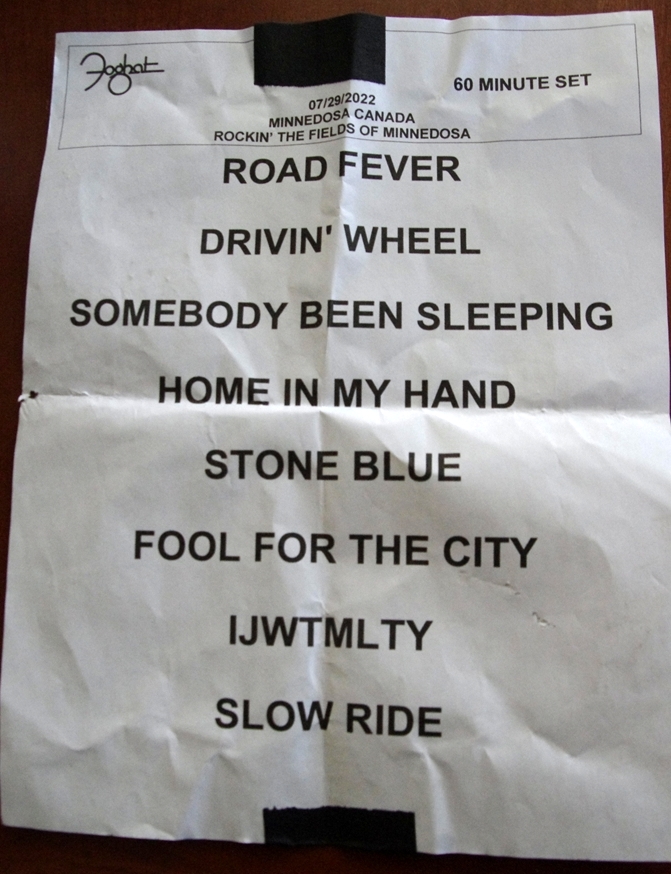 Foghat
60 MINUTE SET
07/29/2022
MINNEDOSA CANADA
ROCKIN' THE FIELDS OF MINNEDOSA
ROAD FEVER
DRIVIN' WHEEL
SOMEBODY BEEN SLEEPING
HOME IN MY HAND
STONE BLUE
FOOL FOR THE CITY
IJWTMLTY
SLOW RIDE